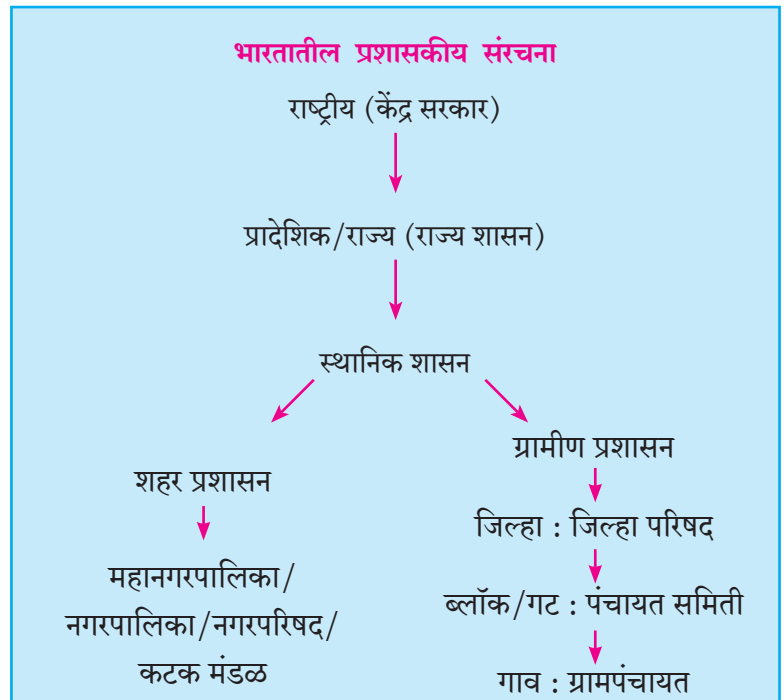 भारतातील प्रशासकीय संरचना
राष्ट्रीय (केंद्र सरकार)
प्रादेशिक/राज्य (राज्य शासन)
स्थानिक शासन
शहर प्रशासन
महानगरपालिका/
नगरपालिका/नगरपरिषद/
कटक मंडळ
ग्रामीण प्रशासन
जिल्हा : जिल्हा परिषद
ब्लॉक/गट : पंचायत समिती
गाव : ग्रामपंचायत